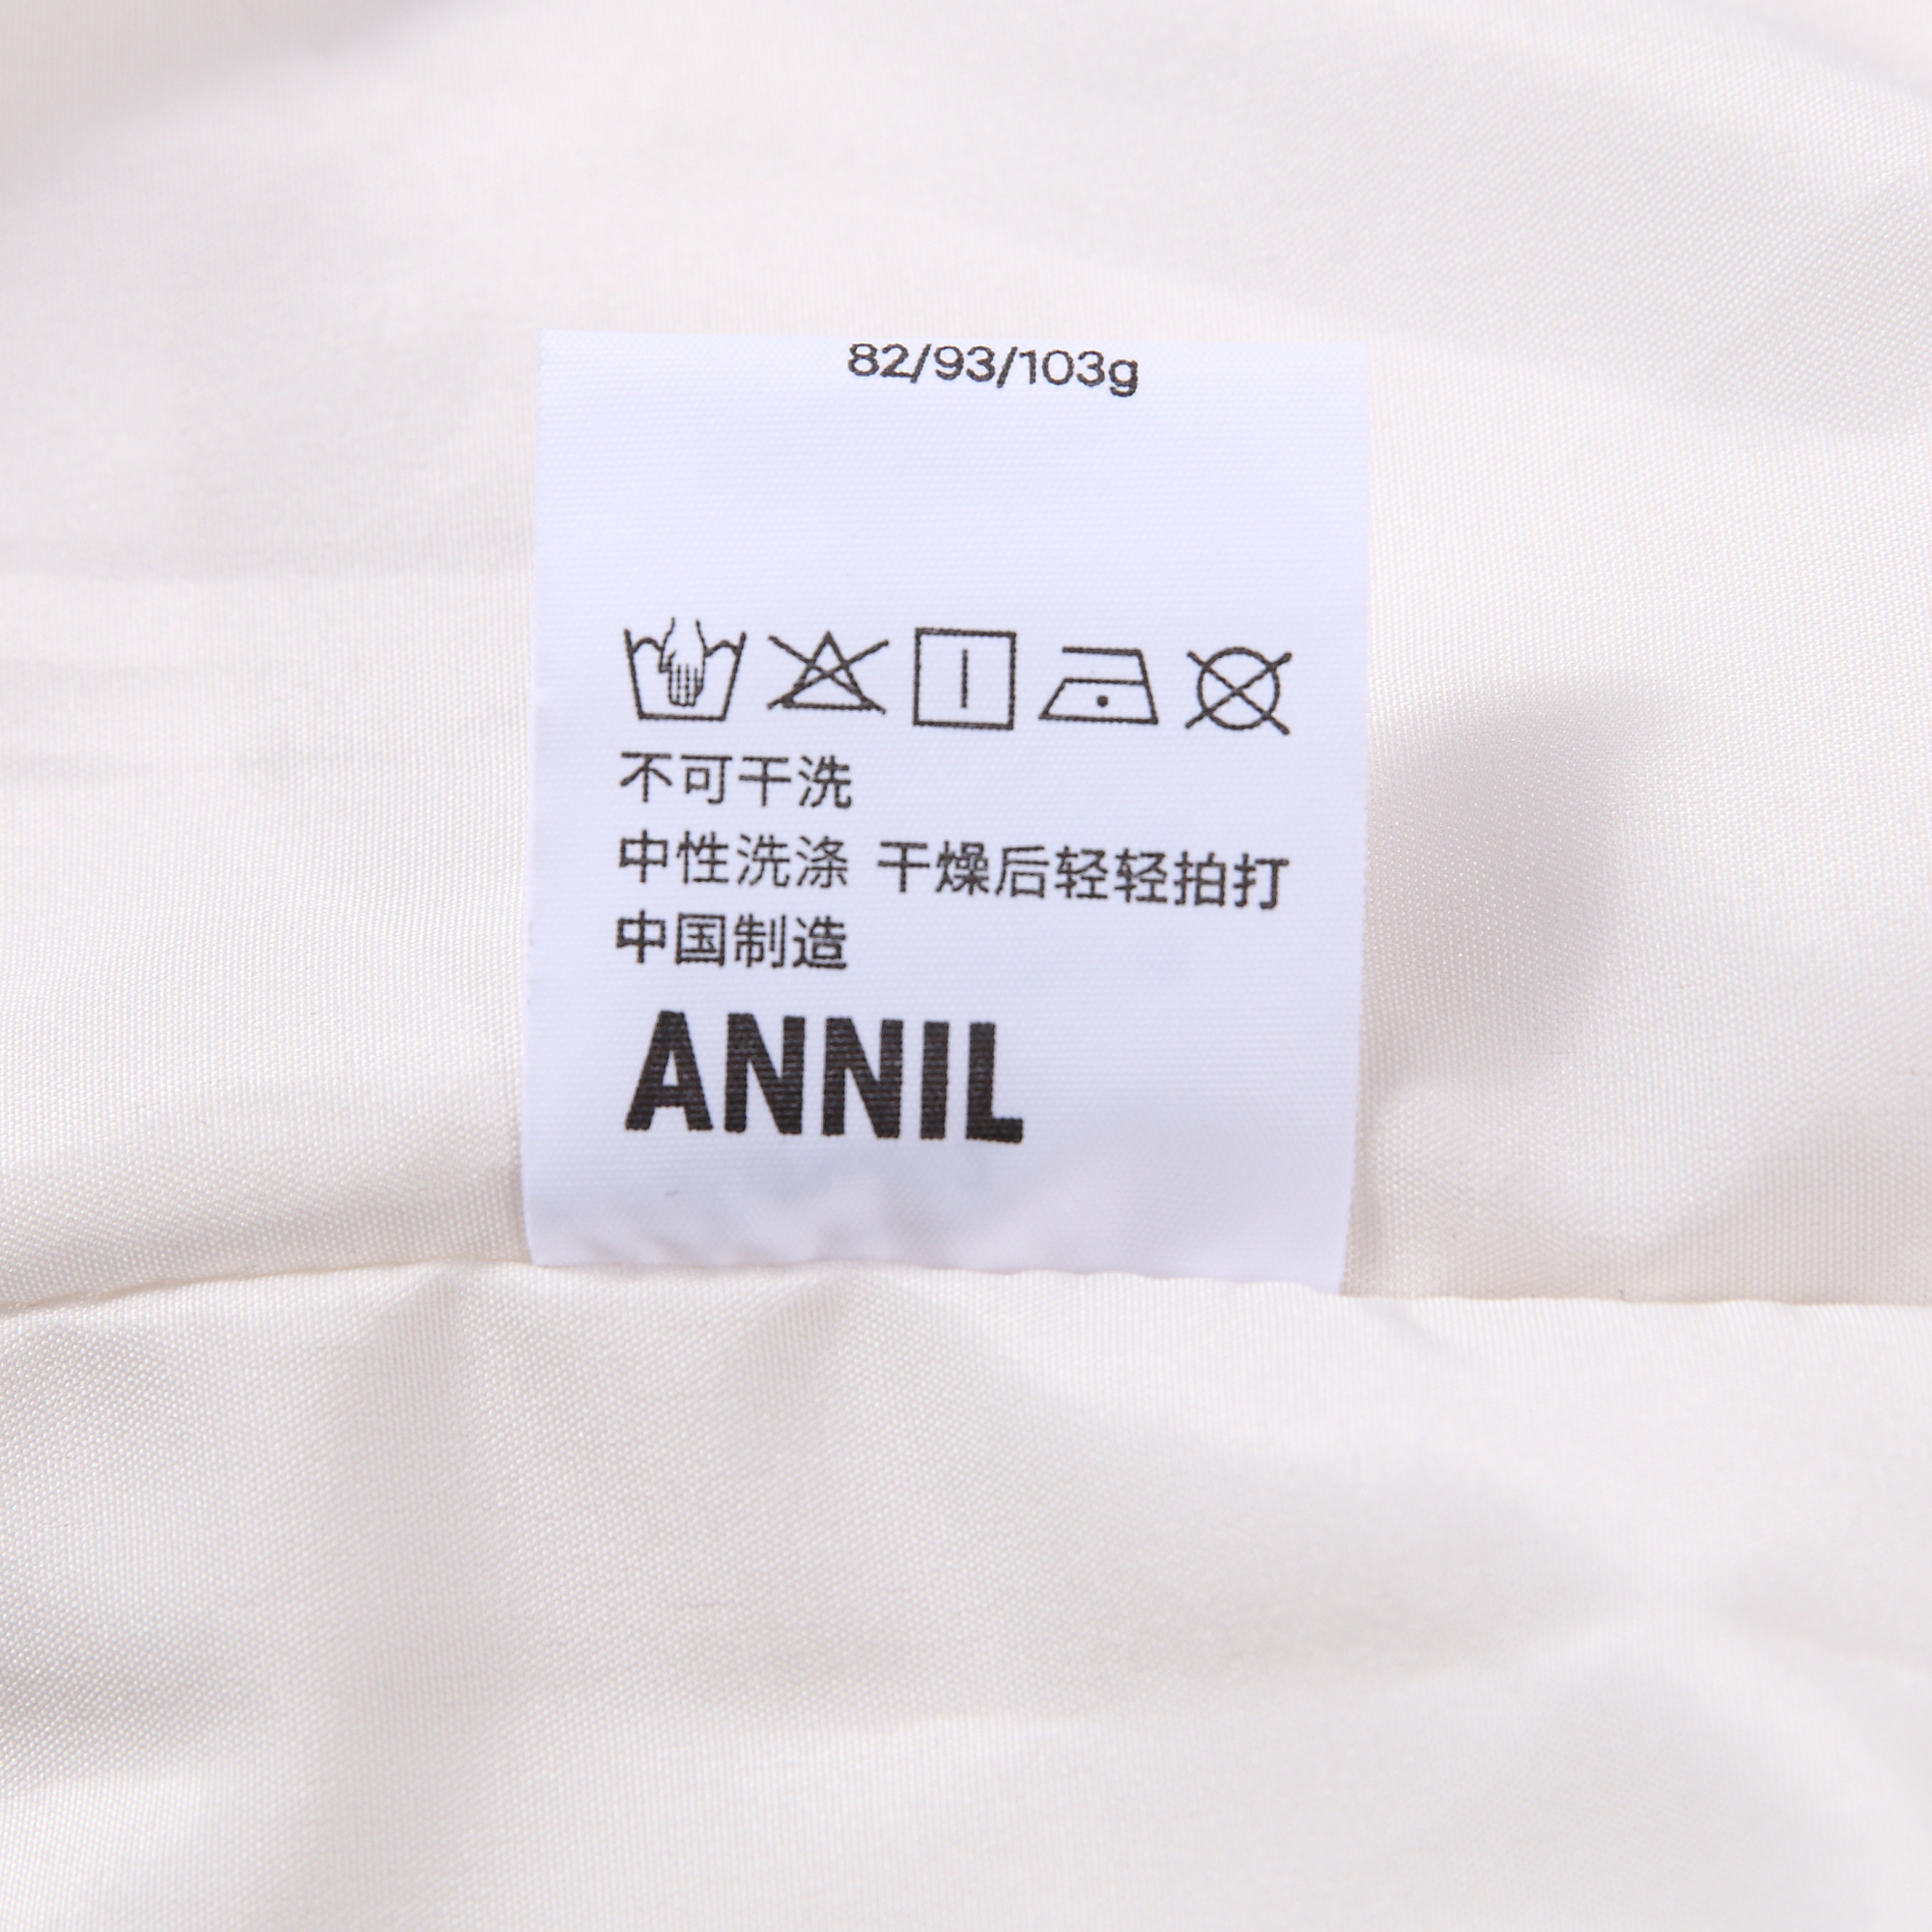 82/93/103g
不可干洗
中性洗涤 干燥后轻轻拍打
中国制造
ANNIL